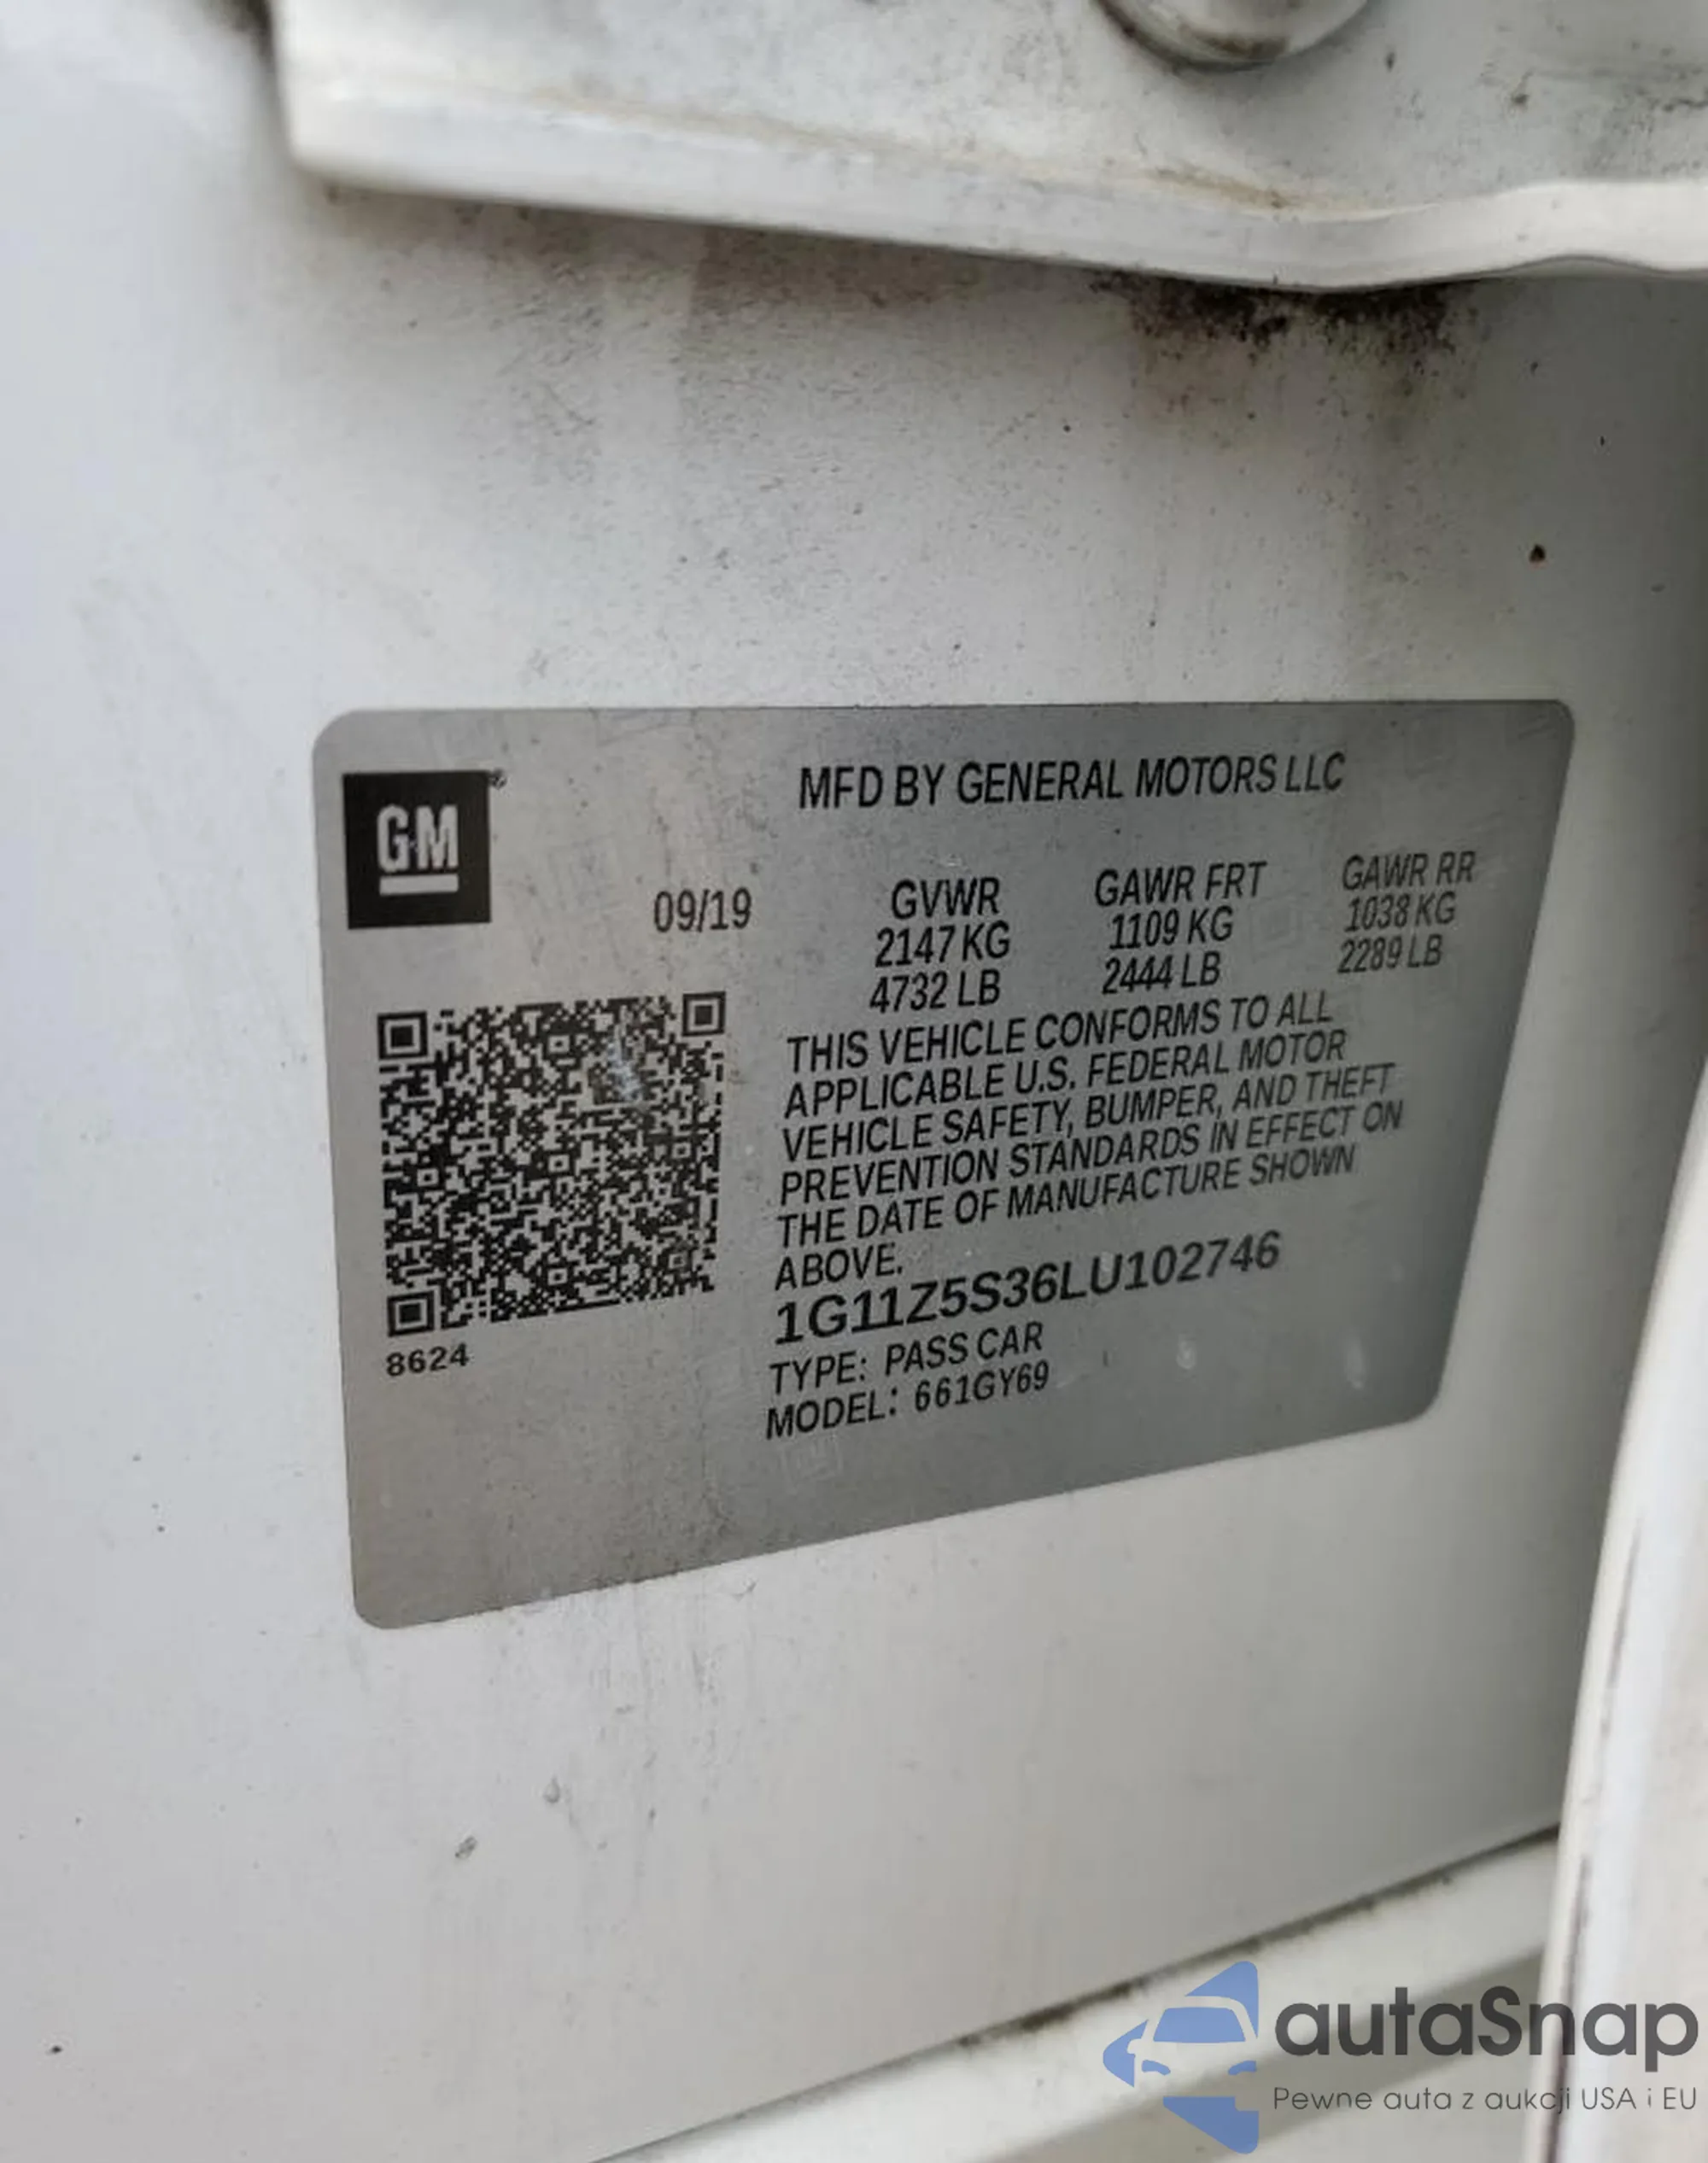 GM
MFD BY GENERAL MOTORS LLC
09/19
GVWR GAWR FRT GAWR RR
2147 KG 1109 KG 1038 KG
4732 LB 2444 LB 2289 LB
THIS VEHICLE CONFORMS TO ALL
APPLICABLE U.S. FEDERAL MOTOR
VEHICLE SAFETY, BUMPER, AND THEFT
PREVENTION STANDARDS IN EFFECT ON
THE DATE OF MANUFACTURE SHOWN
ABOVE.
1G11Z5S36LU102746
TYPE: PASS CAR
MODEL: 661GY69
8624
autaSnap
Pewne auta z aukcji USA i EU